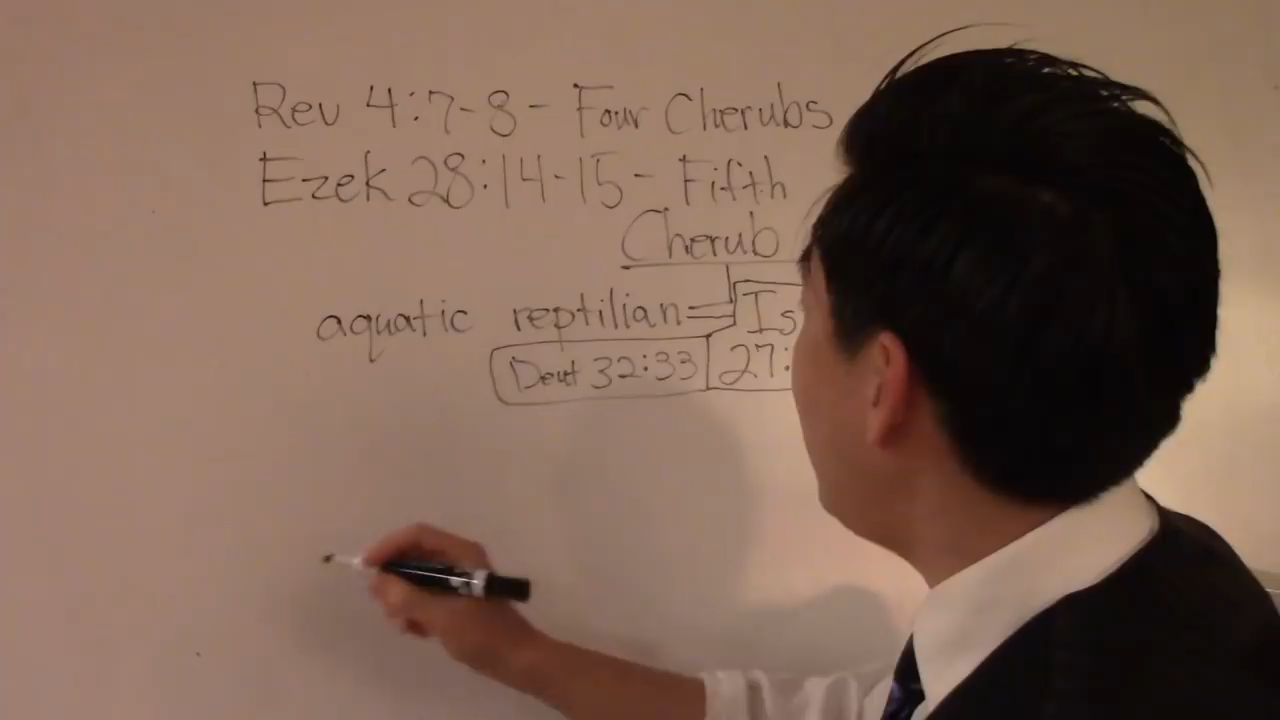 Rev 4:7-8 - Four Cherubs
Ezek 28:14-15 - Fifth
Cherub
aquatic reptilian = Is
Deut 32:33 27: